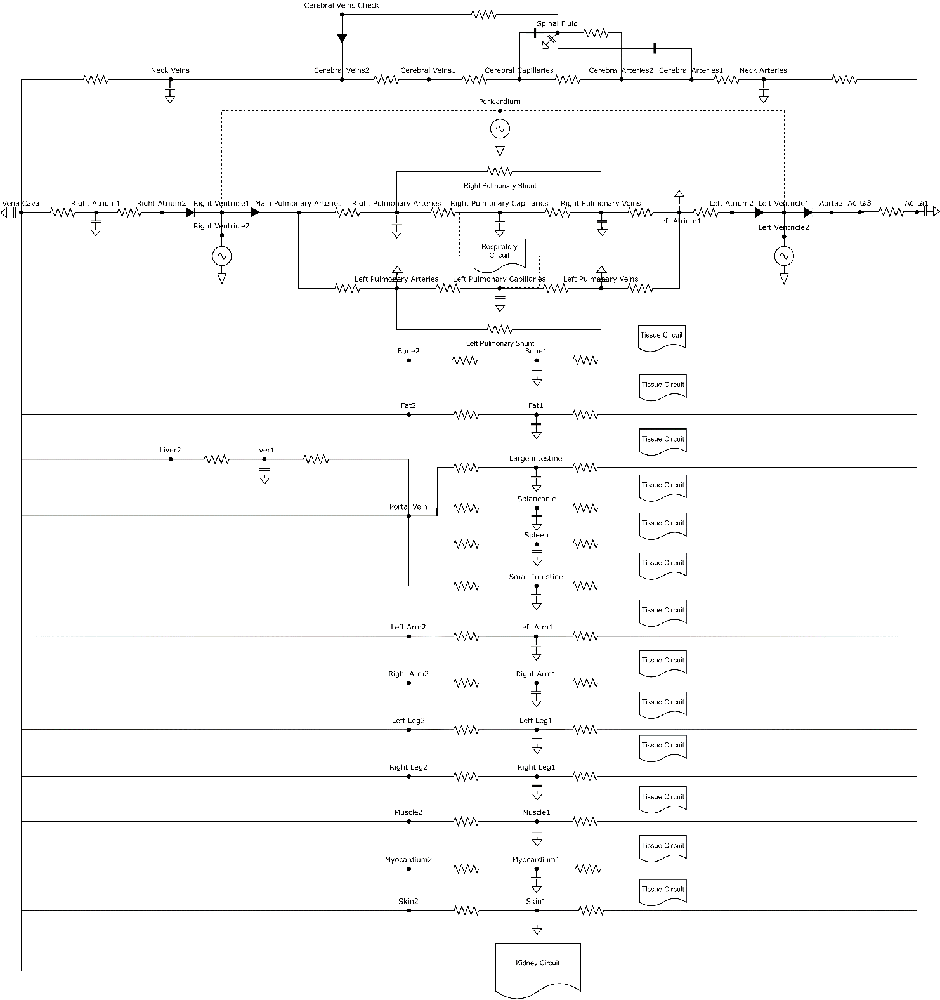 Cerebral Veins Check
Spinal Fluid
Neck Veins
Cerebral Veins2
Cerebral Veins1
Cerebral Capillaries
Cerebral Arteries2
Cerebral Arteries1
Neck Arteries
Pericardium
Right Pulmonary Shunt
Vena Cava
Right Atrium1
Right Atrium2
Right Ventricle1
Main Pulmonary Arteries
Right Pulmonary Arteries
Right Pulmonary Capillaries
Right Pulmonary Veins
Left Atrium2
Left Ventricle1
Aorta2
Aorta3
Aorta1
Left Atrium1
Right Ventricle2
Left Ventricle2
Respiratory
Circuit
Left Pulmonary Arteries
Left Pulmonary Capillaries
Left Pulmonary Veins
Left Pulmonary Shunt
Tissue Circuit
Bone2
Bone1
Tissue Circuit
Fat2
Fat1
Tissue Circuit
Liver2
Liver1
Large intestine
Tissue Circuit
Splanchnic
Portal Vein
Tissue Circuit
Spleen
Tissue Circuit
Small Intestine
Tissue Circuit
Left Arm2
Left Arm1
Tissue Circuit
Right Arm2
Right Arm1
Tissue Circuit
Left Leg2
Left Leg1
Tissue Circuit
Right Leg2
Right Leg1
Tissue Circuit
Muscle2
Muscle1
Tissue Circuit
Myocardium2
Myocardium1
Tissue Circuit
Skin2
Skin1
Kidney Circuit